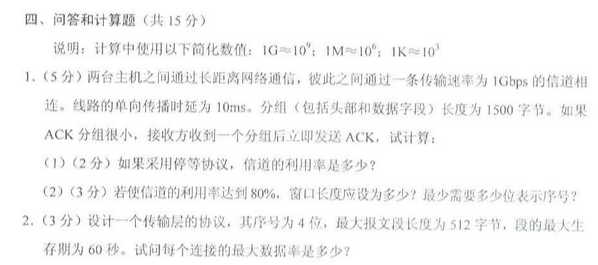 四、问答和计算题（共 15 分）
说明：计算中使用以下简化数值：1G≈10⁹；1M≈10⁶；1K≈10³
1.（5 分）两台主机之间通过长距离网络通信，彼此之间通过一条传输速率为 1Gbps 的信道相
连。线路的单向传播时延为 10ms。分组（包括头部和数据字段）长度为 1500 字节。如果
ACK 分组很小，接收方收到一个分组后立即发送 ACK，试计算：
（1）（2 分）如果采用停等协议，信道的利用率是多少？
（2）（3 分）若使信道的利用率达到 80%，窗口长度应设为多少？最少需要多少位表示序号？
2.（3 分）设计一个传输层的协议，其序号为 4 位，最大报文段长度为 512 字节，段的最大生
存期为 60 秒。试问每个连接的最大数据率是多少？